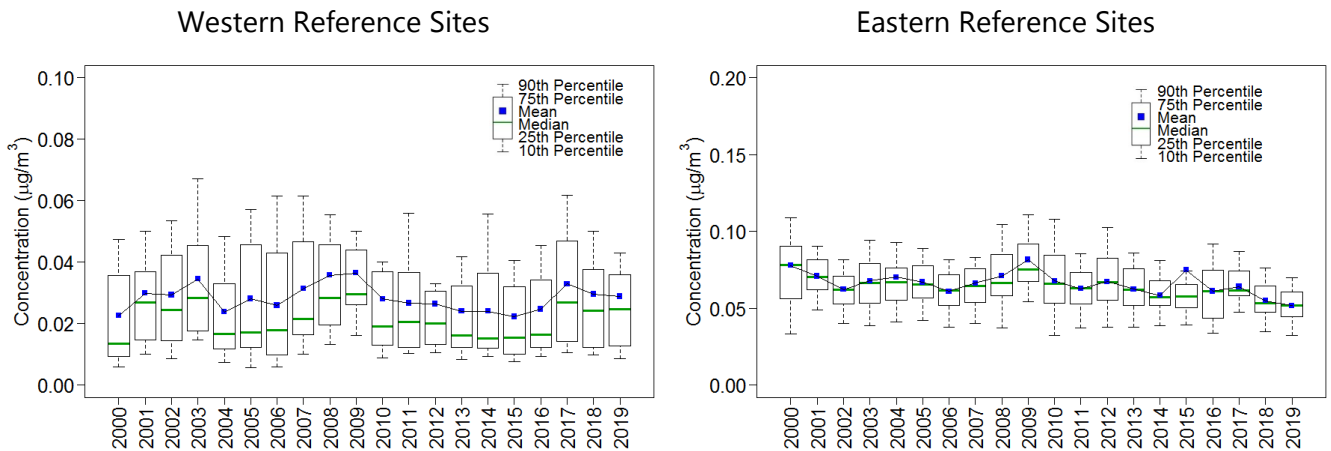 Western Reference Sites
Eastern Reference Sites
Concentration (µg/m³)
0.10
0.08
0.06
0.04
0.02
0.00
90th Percentile
75th Percentile
Mean
Median
25th Percentile
10th Percentile
2000 2001 2002 2003 2004 2005 2006 2007 2008 2009 2010 2011 2012 2013 2014 2015 2016 2017 2018 2019
Concentration (µg/m³)
0.20
0.15
0.10
0.05
0.00
90th Percentile
75th Percentile
Mean
Median
25th Percentile
10th Percentile
2000 2001 2002 2003 2004 2005 2006 2007 2008 2009 2010 2011 2012 2013 2014 2015 2016 2017 2018 2019